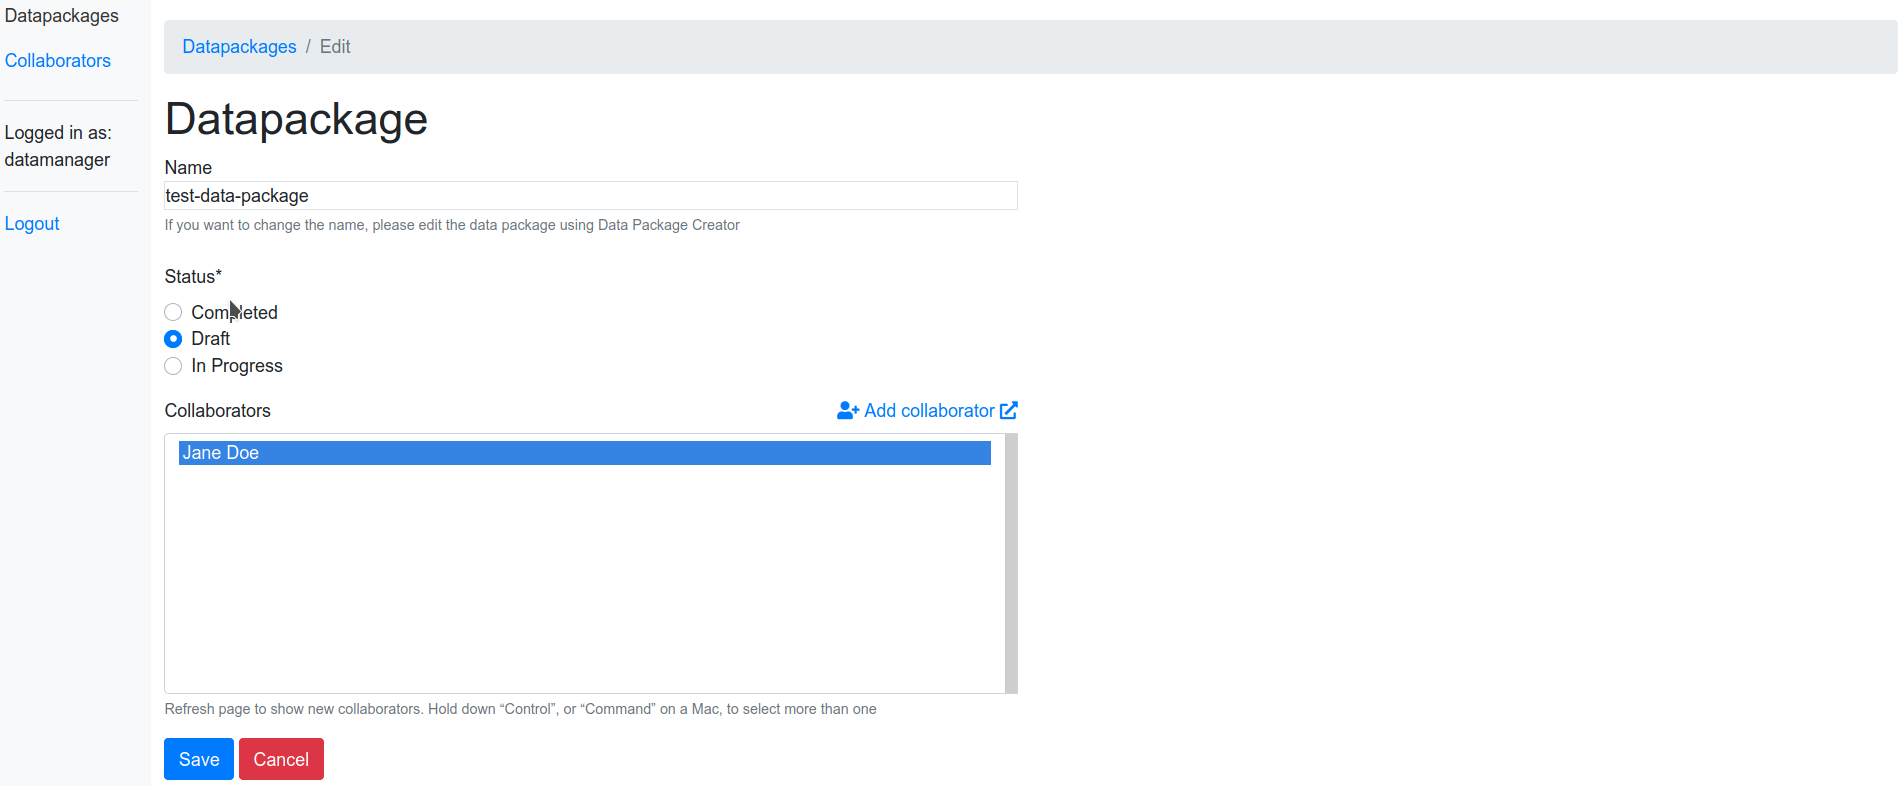 Datapackages
Collaborators
Logged in as:
datamanager
Logout
Datapackages / Edit
Datapackage
Name
test-data-package
If you want to change the name, please edit the data package using Data Package Creator
Status*
Completed
Draft
In Progress
Collaborators
Add collaborator
Jane Doe
Refresh page to show new collaborators. Hold down “Control”, or “Command” on a Mac, to select more than one
Save
Cancel